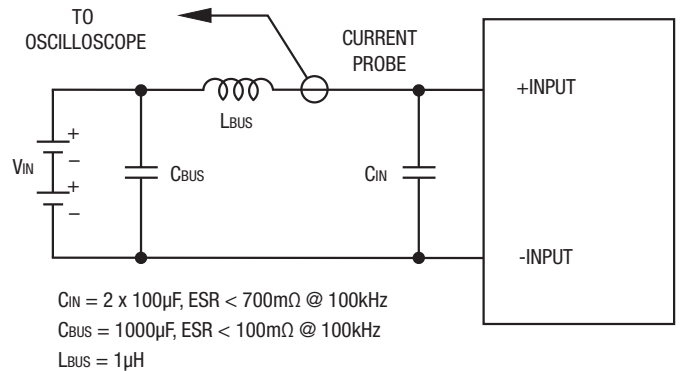 TO
OSCILLOSCOPE
CURRENT
PROBE
+INPUT
LBUS
+
VIN
−
+
−
CBUS
CIN
-INPUT
CIN = 2 x 100µF, ESR < 700mΩ @ 100kHz
CBUS = 1000µF, ESR < 100mΩ @ 100kHz
LBUS = 1µH